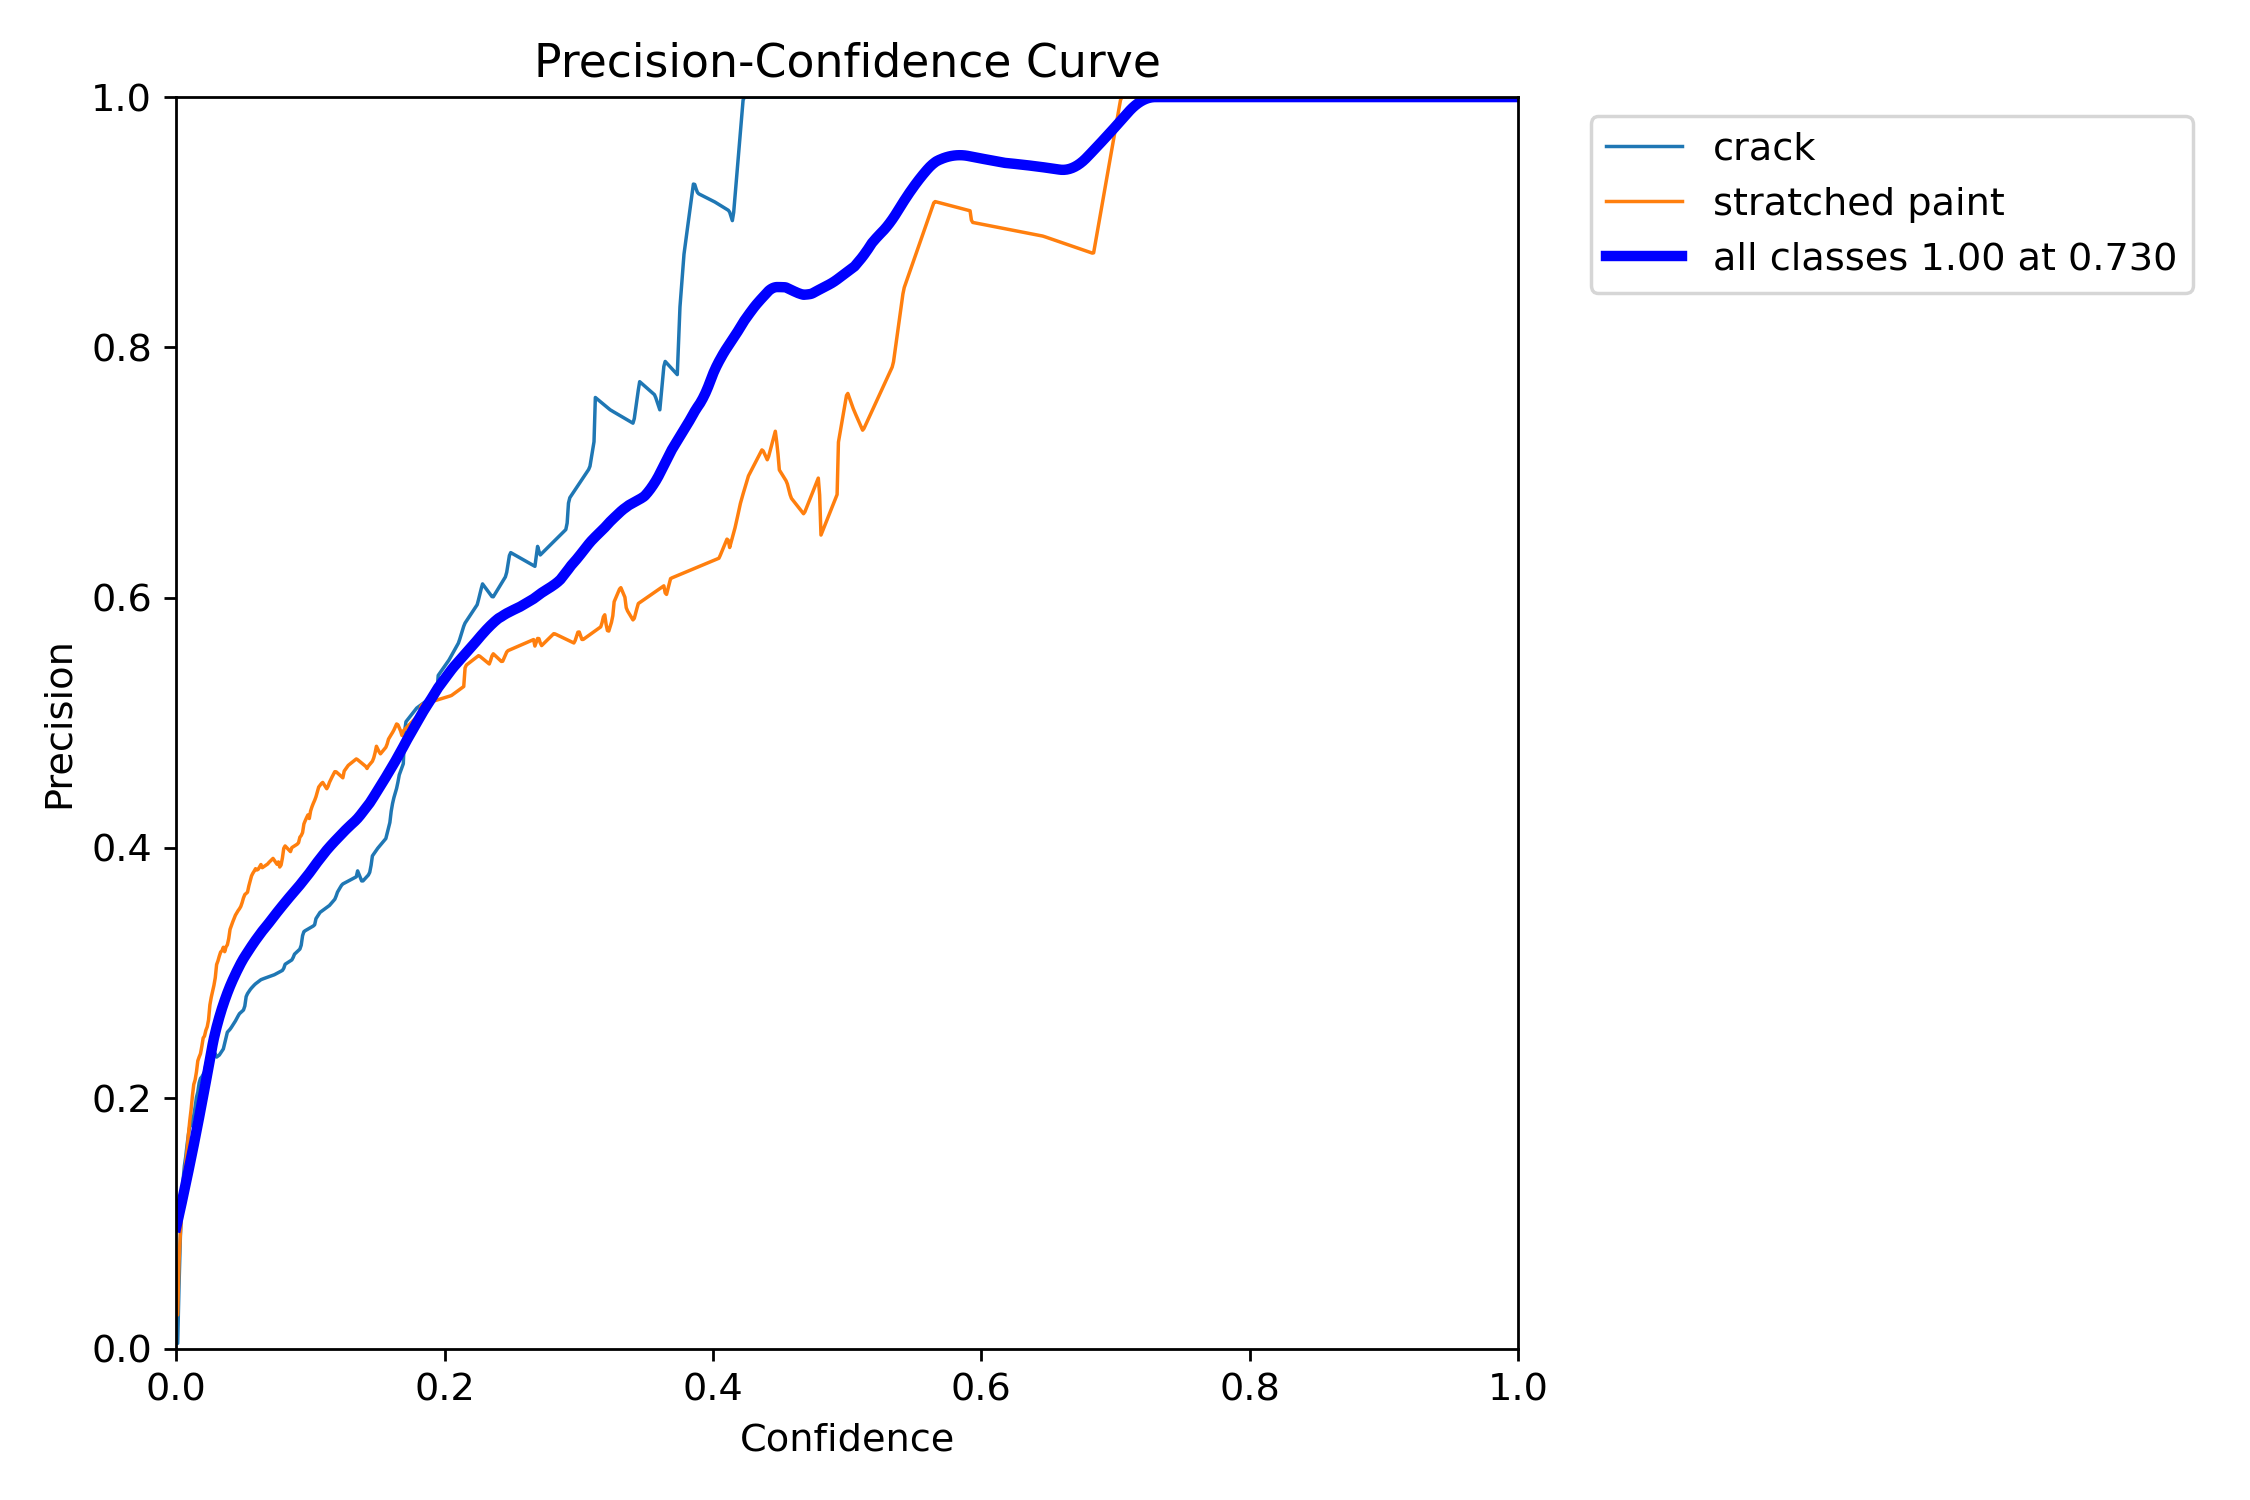 Precision-Confidence Curve
1.0
0.8
0.6
0.4
0.2
0.0
Precision
0.0 0.2 0.4 0.6 0.8 1.0
Confidence
crack
stratched paint
all classes 1.00 at 0.730